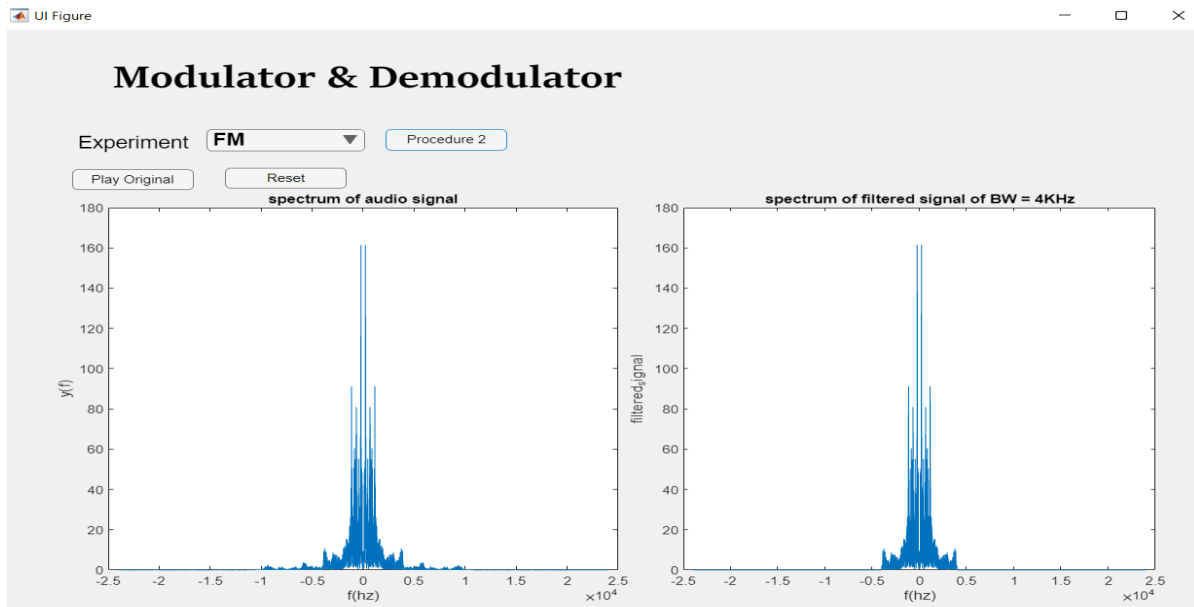 UI Figure
Modulator & Demodulator
Experiment FM Procedure 2
Play Original Reset
spectrum of audio signal
180
160
140
120
100
80
60
40
20
0
y(f)
-2.5 -2 -1.5 -1 -0.5 0 0.5 1 1.5 2 2.5
f(hz)
×10^4
spectrum of filtered signal of BW = 4KHz
180
160
140
120
100
80
60
40
20
0
filtered_signal
-2.5 -2 -1.5 -1 -0.5 0 0.5 1 1.5 2 2.5
f(hz)
×10^4